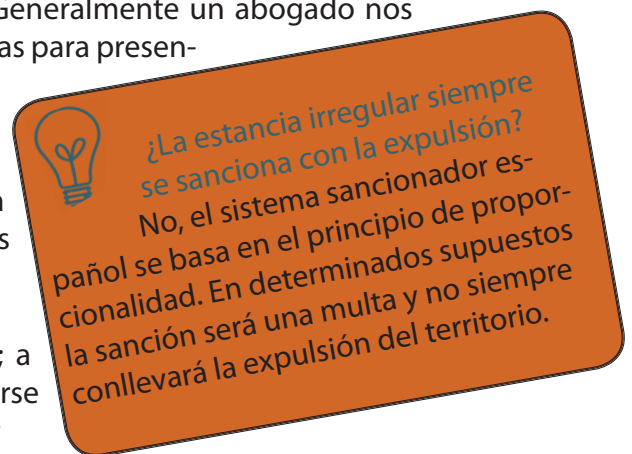 Generalmente un abogado nos
as para presen-
¿La estancia irregular siempre
se sanciona con la expulsión?
No, el sistema sancionador es-
pañol se basa en el principio de propor-
cionalidad. En determinados supuestos
la sanción será una multa y no siempre
conllevará la expulsión del territorio.
s
; a
rse